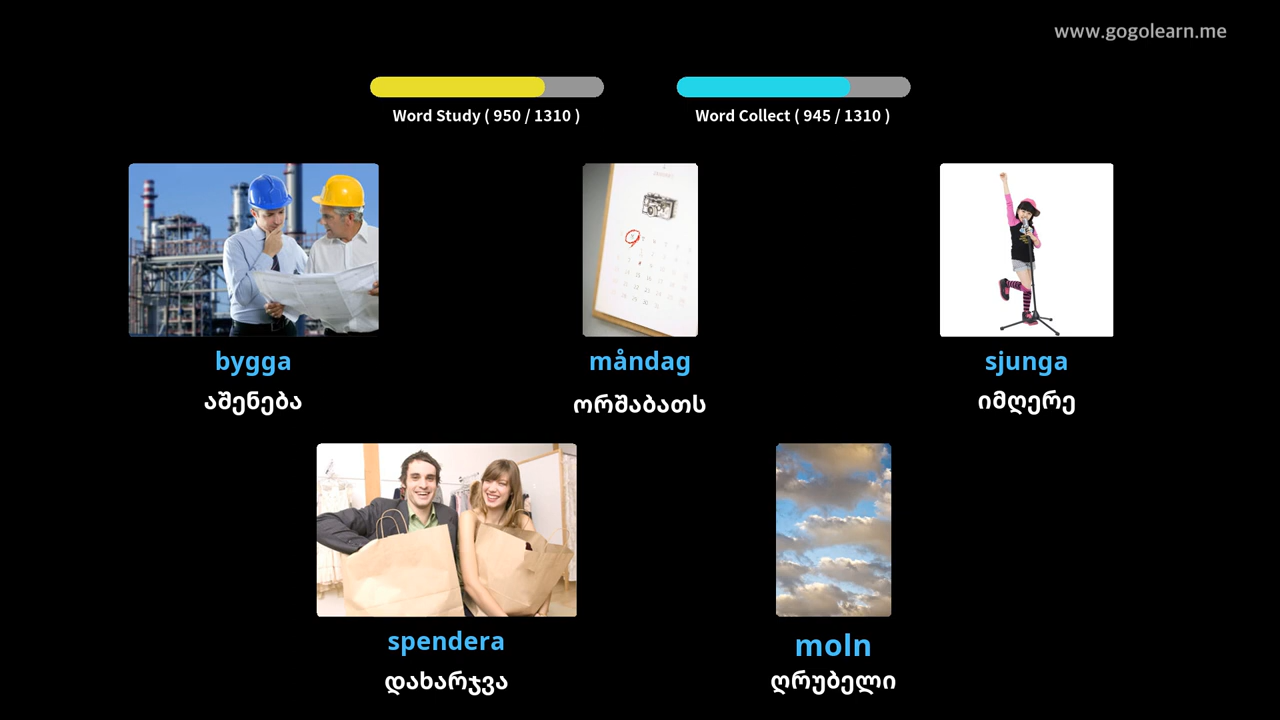 www.gogolearn.me
Word Study ( 950 / 1310 )
Word Collect ( 945 / 1310 )
bygga
måndag
sjunga
აშენება
ორშაბათს
იმღერე
spendera
moln
დახარჯვა
ღრუბელი